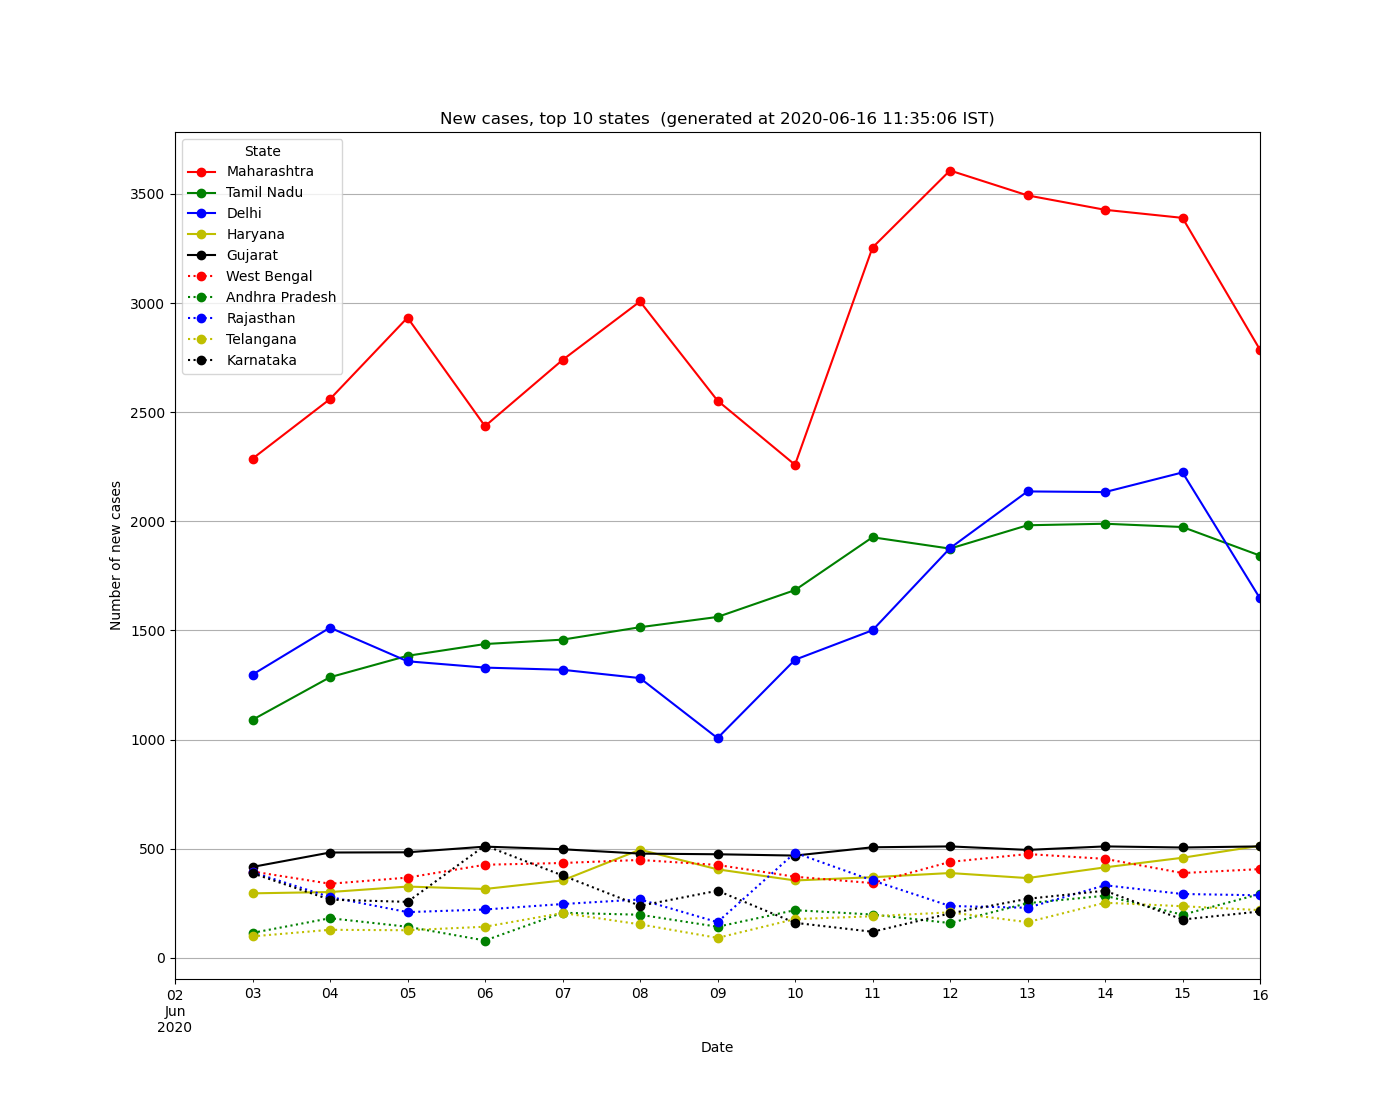 New cases, top 10 states  (generated at 2020-06-16 11:35:06 IST)
State
Maharashtra
Tamil Nadu
Delhi
Haryana
Gujarat
West Bengal
Andhra Pradesh
Rajasthan
Telangana
Karnataka
3500
3000
2500
2000
1500
1000
500
0
Number of new cases
02 03 04 05 06 07 08 09 10 11 12 13 14 15 16
Jun
2020
Date